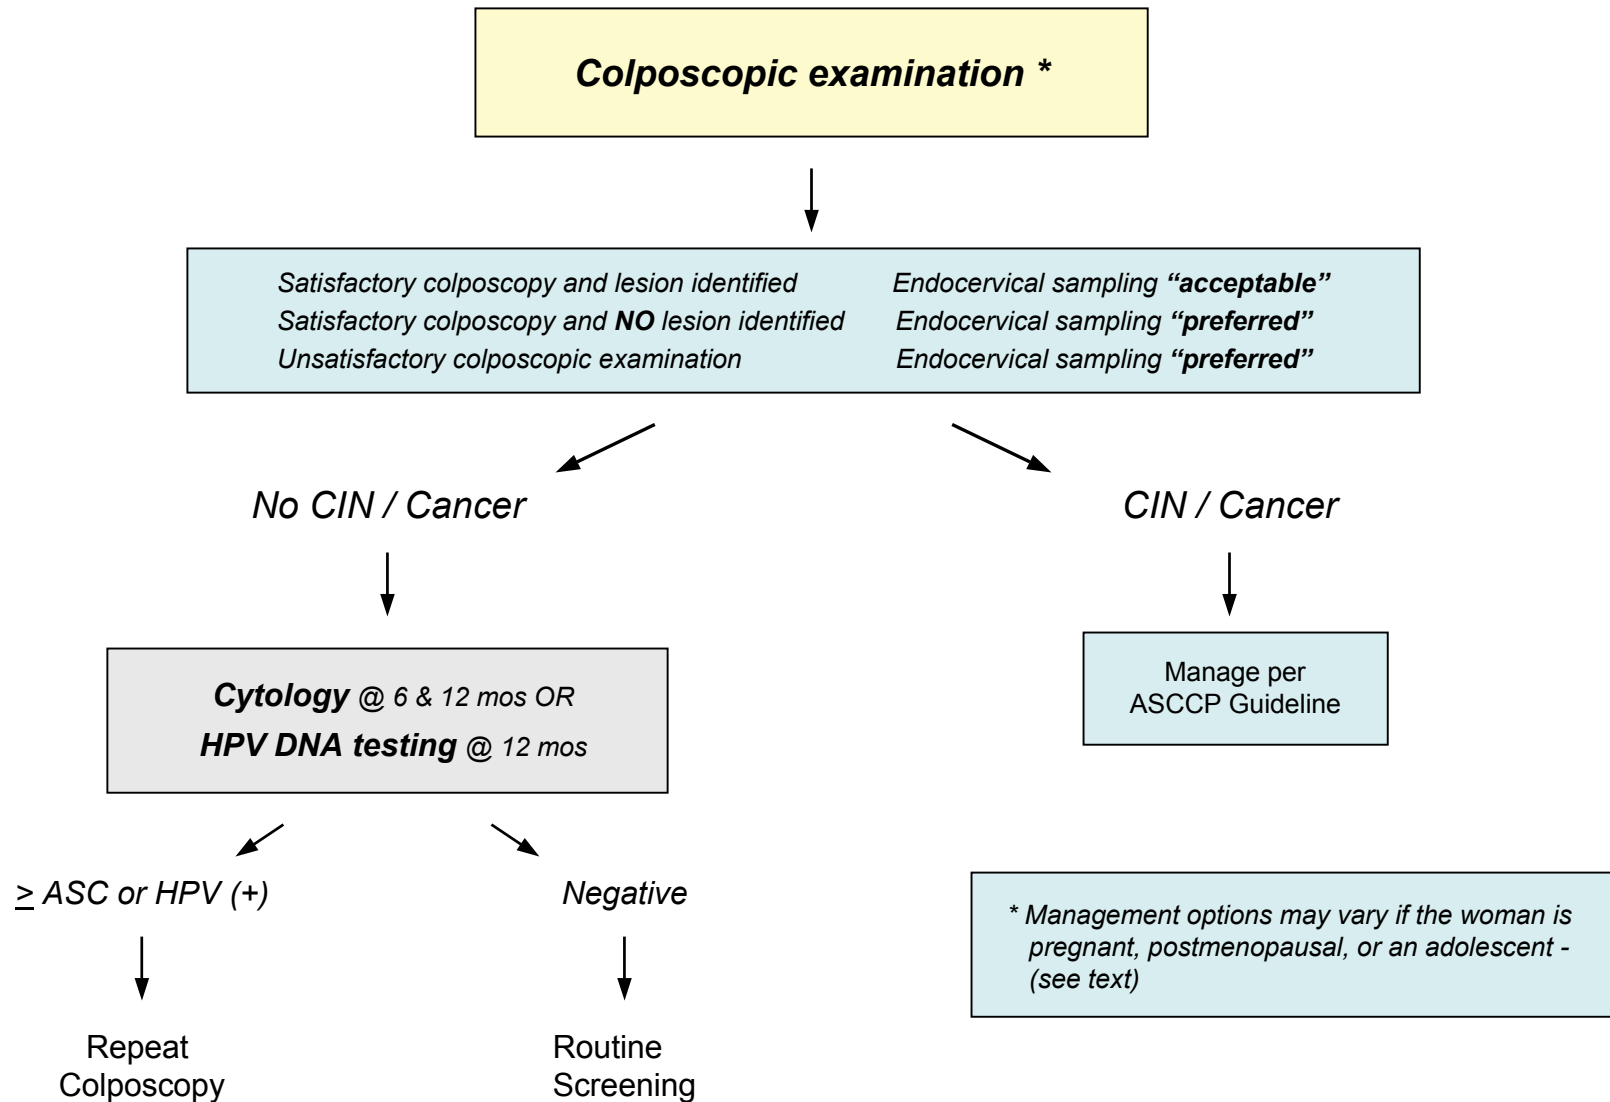 Colposcopic examination *
Satisfactory colposcopy and lesion identified Endocervical sampling “acceptable”
Satisfactory colposcopy and NO lesion identified Endocervical sampling “preferred”
Unsatisfactory colposcopic examination Endocervical sampling “preferred”
No CIN / Cancer
CIN / Cancer
Cytology @ 6 & 12 mos OR
HPV DNA testing @ 12 mos
Manage per
ASCCP Guideline
≥ ASC or HPV (+)
Negative
* Management options may vary if the woman is
pregnant, postmenopausal, or an adolescent -
(see text)
Repeat
Colposcopy
Routine
Screening